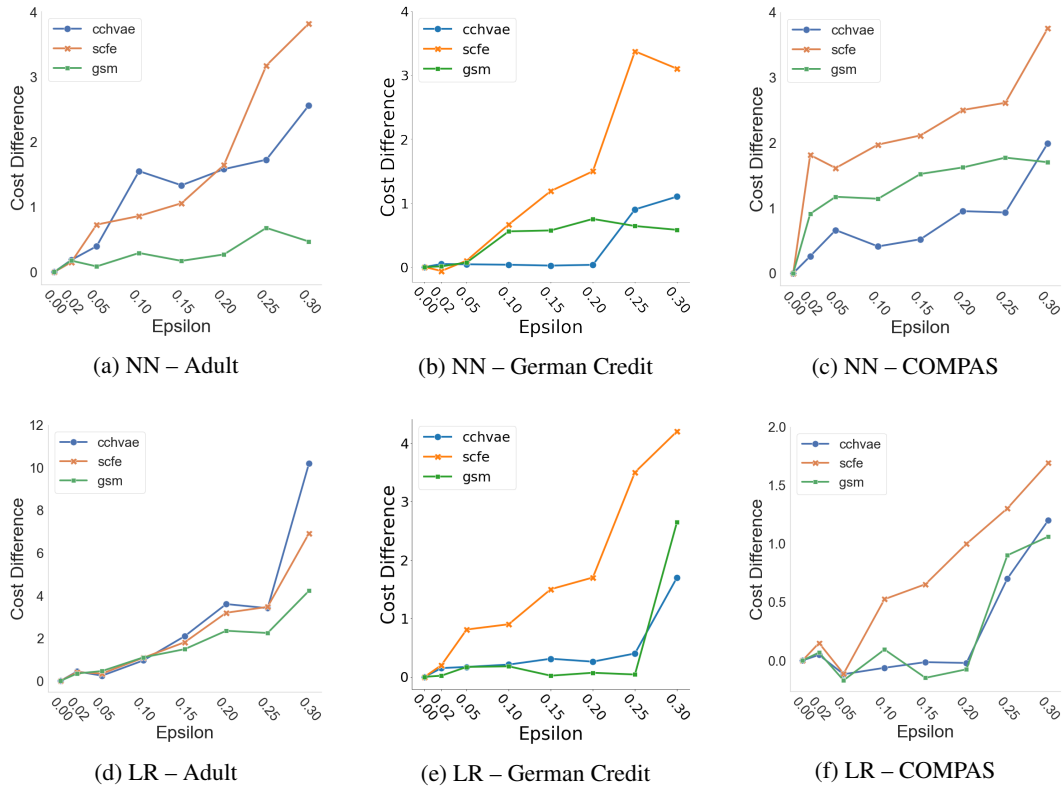 4
3
2
1
0
Cost Difference
cchvae
scfe
gsm
0.00
0.02
0.05
0.10
0.15
0.20
0.25
0.30
Epsilon
(a) NN – Adult
4
3
2
1
0
Cost Difference
cchvae
scfe
gsm
0.00
0.02
0.05
0.10
0.15
0.20
0.25
0.30
Epsilon
(b) NN – German Credit
4
3
2
1
0
Cost Difference
cchvae
scfe
gsm
0.00
0.02
0.05
0.10
0.15
0.20
0.25
0.30
Epsilon
(c) NN – COMPAS
12
10
8
6
4
2
0
Cost Difference
cchvae
scfe
gsm
0.00
0.02
0.05
0.10
0.15
0.20
0.25
0.30
Epsilon
(d) LR – Adult
4
3
2
1
0
Cost Difference
cchvae
scfe
gsm
0.00
0.02
0.05
0.10
0.15
0.20
0.25
0.30
Epsilon
(e) LR – German Credit
2.0
1.5
1.0
0.5
0.0
Cost Difference
cchvae
scfe
gsm
0.00
0.02
0.05
0.10
0.15
0.20
0.25
0.30
Epsilon
(f) LR – COMPAS